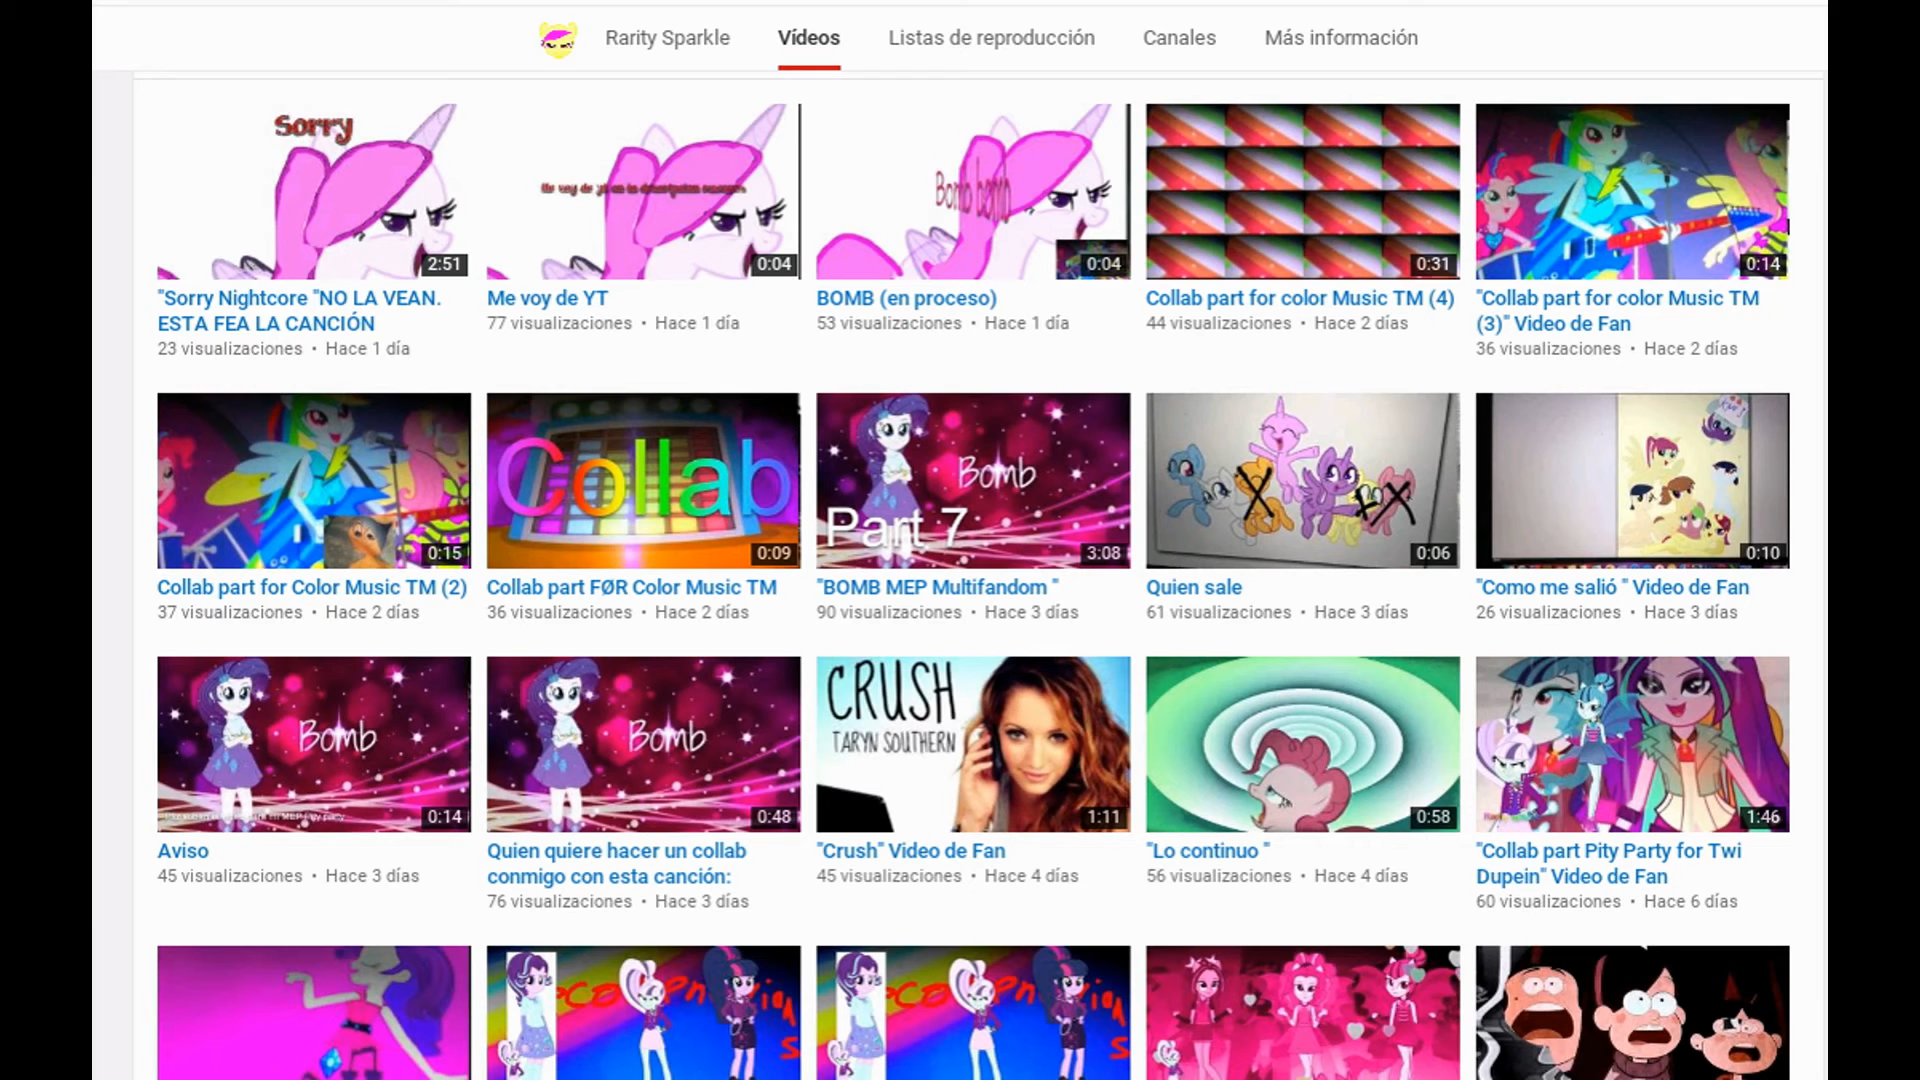 Rarity Sparkle Vídeos Listas de reproducción Canales Más información
Sorry
Bomb bomb
2:51
0:04
0:04
0:31
0:14
"Sorry Nightcore "NO LA VEAN.
ESTA FEA LA CANCIÓN
23 visualizaciones • Hace 1 día
Me voy de YT
77 visualizaciones • Hace 1 día
BOMB (en proceso)
53 visualizaciones • Hace 1 día
Collab part for color Music TM (4)
44 visualizaciones • Hace 2 días
"Collab part for color Music TM
(3)" Video de Fan
36 visualizaciones • Hace 2 días
Collab
Bomb
Part 7
0:15
0:09
3:08
0:06
0:10
Collab part for Color Music TM (2)
37 visualizaciones • Hace 2 días
Collab part FØR Color Music TM
36 visualizaciones • Hace 2 días
"BOMB MEP Multifandom "
90 visualizaciones • Hace 3 días
Quien sale
61 visualizaciones • Hace 3 días
"Como me salió " Video de Fan
26 visualizaciones • Hace 3 días
Bomb
Bomb
CRUSH
TARYN SOUTHERN
0:14
0:48
1:11
0:58
1:46
Aviso
45 visualizaciones • Hace 3 días
Quien quiere hacer un collab
conmigo con esta canción:
76 visualizaciones • Hace 3 días
"Crush" Video de Fan
45 visualizaciones • Hace 4 días
"Lo continuo "
56 visualizaciones • Hace 4 días
"Collab part Pity Party for Twi
Dupein" Video de Fan
60 visualizaciones • Hace 6 días